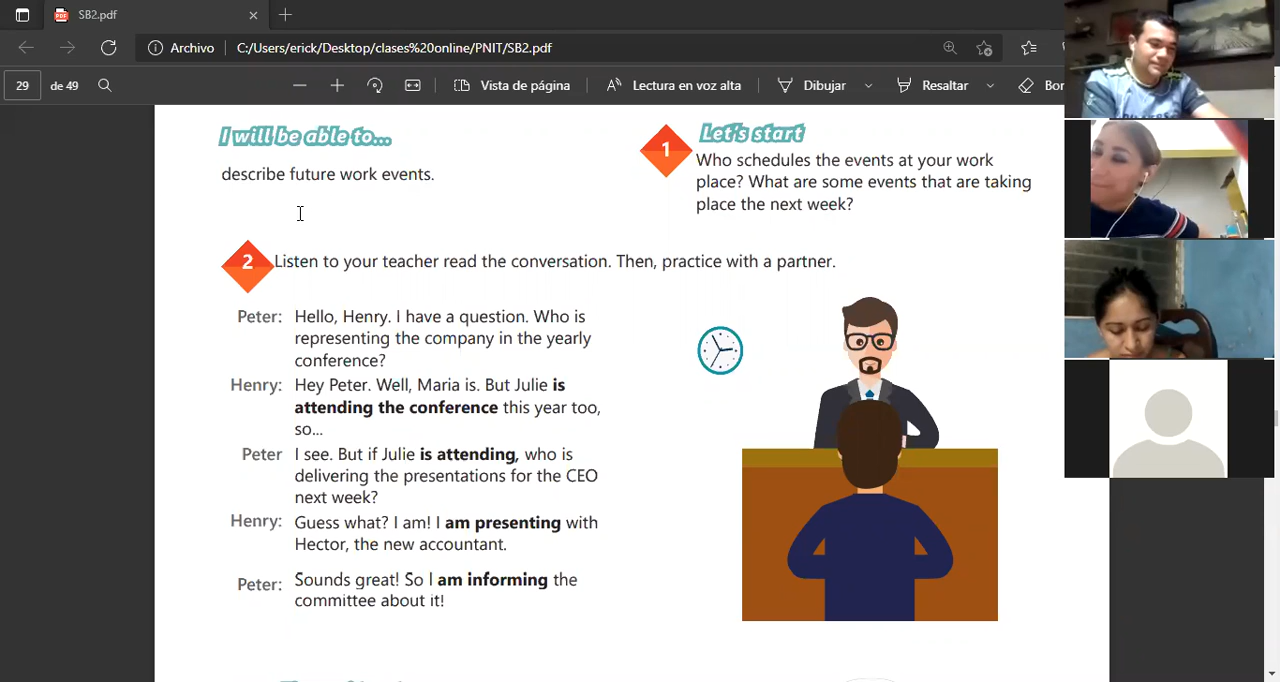 SB2.pdf
Archivo
C:/Users/erick/Desktop/clases%20online/PNIT/SB2.pdf
29
de 49
Vista de página
Lectura en voz alta
Dibujar
Resaltar
Bor
I will be able to...
describe future work events.
1
Let's start
Who schedules the events at your work
place? What are some events that are taking
place the next week?
2
Listen to your teacher read the conversation. Then, practice with a partner.
Peter: Hello, Henry. I have a question. Who is
representing the company in the yearly
conference?
Henry: Hey Peter. Well, Maria is. But Julie is
attending the conference this year too,
so...
Peter I see. But if Julie is attending, who is
delivering the presentations for the CEO
next week?
Henry: Guess what? I am! I am presenting with
Hector, the new accountant.
Peter: Sounds great! So I am informing the
committee about it!